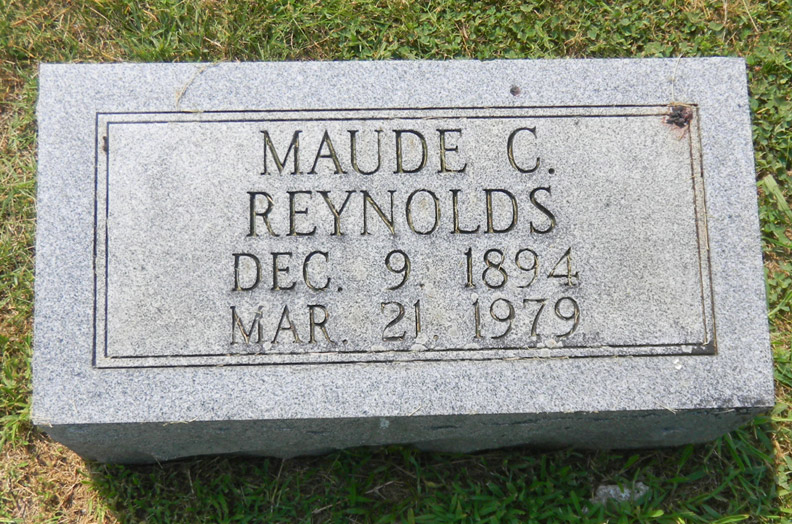 MAUDE C.
REYNOLDS
DEC. 9, 1894
MAR. 21, 1979